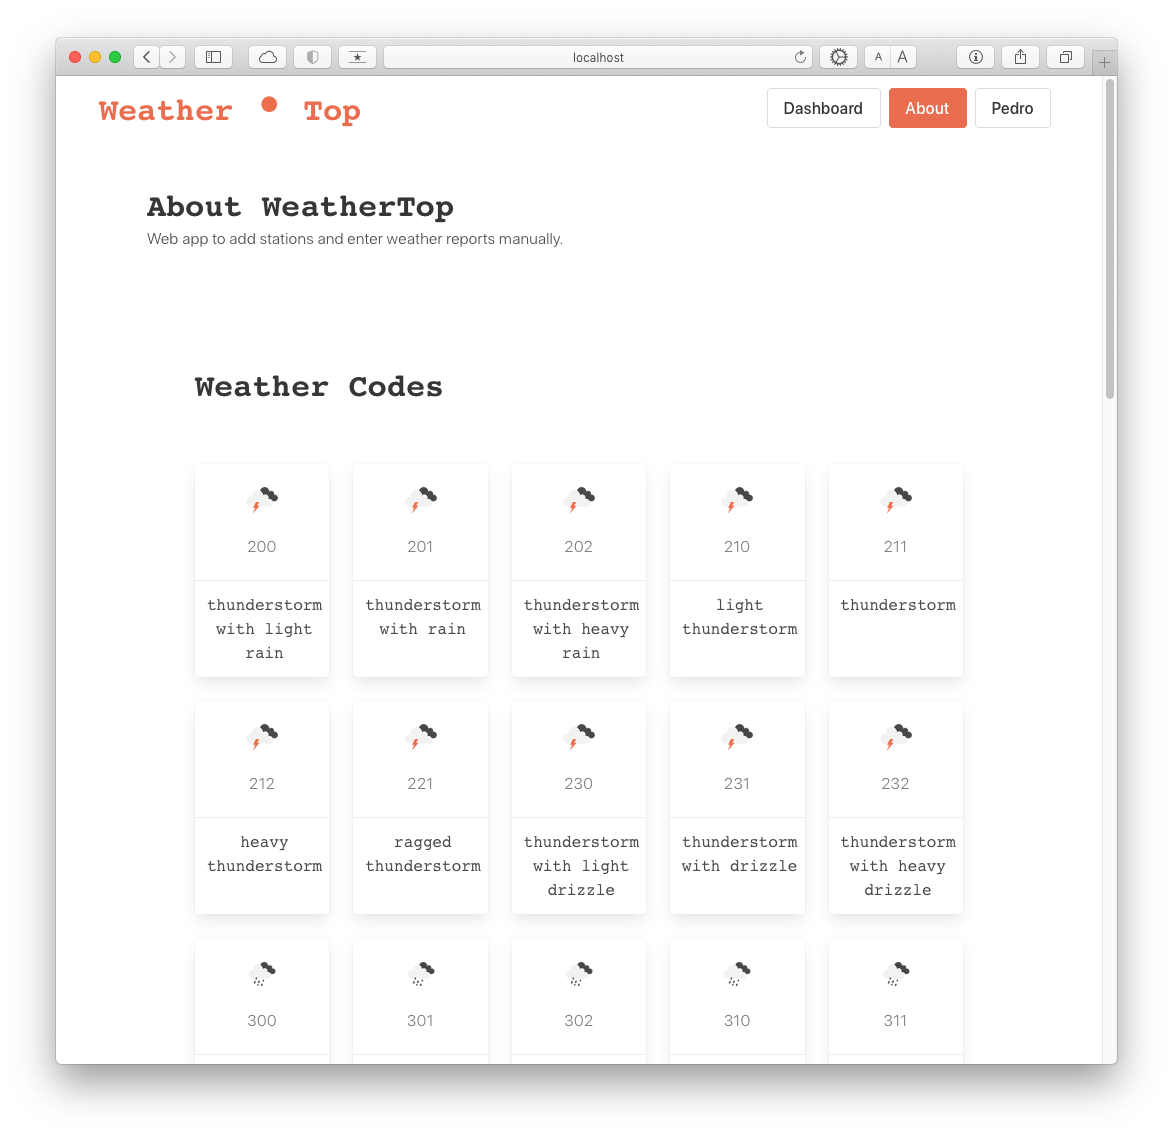 localhost
A A
Weather Top
Dashboard About Pedro
About WeatherTop
Web app to add stations and enter weather reports manually.
Weather Codes
200 201 202 210 211
thunderstorm thunderstorm thunderstorm light thunderstorm
with light with rain with heavy thunderstorm
rain rain
212 221 230 231 232
heavy ragged thunderstorm thunderstorm thunderstorm
thunderstorm thunderstorm with light with drizzle with heavy
drizzle drizzle
300 301 302 310 311